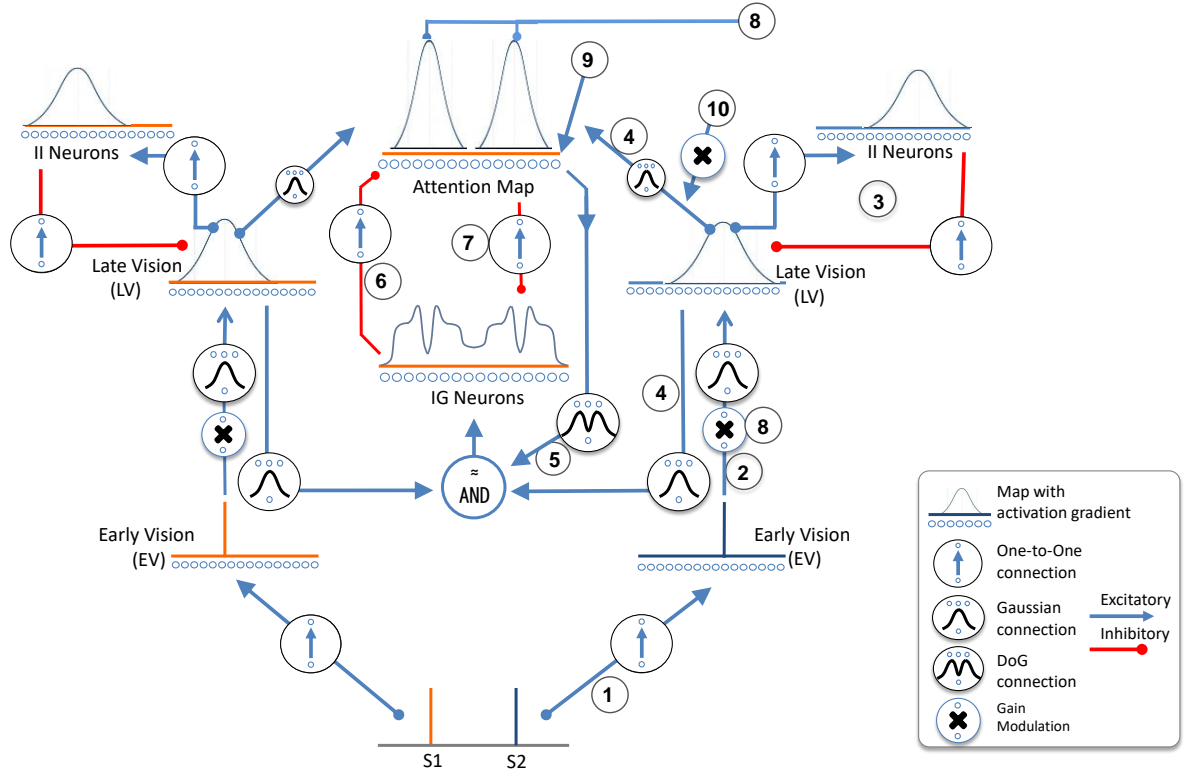 8
9
10
4
II Neurons
II Neurons
Attention Map
3
7
6
Late Vision
(LV)
Late Vision
(LV)
IG Neurons
4
8
5
2
≈
AND
Early Vision
(EV)
Early Vision
(EV)
1
S1
S2
Map with
activation gradient
One-to-One
connection
Gaussian
connection
DoG
connection
Gain
Modulation
Excitatory
Inhibitory